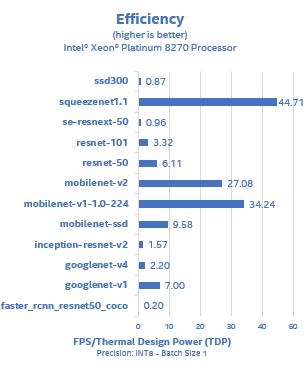 Efficiency
(higher is better)
Intel® Xeon® Platinum 8270 Processor
ssd300 0.87
squeezenet1.1 44.71
se-resnext-50 0.96
resnet-101 3.32
resnet-50 6.11
mobilenet-v2 27.08
mobilenet-v1-1.0-224 34.24
mobilenet-ssd 9.58
inception-resnet-v2 1.57
googlenet-v4 2.20
googlenet-v1 7.00
faster_rcnn_resnet50_coco 0.20
0 10 20 30 40 50
FPS/Thermal Design Power (TDP)
Precision: INT8 - Batch Size 1